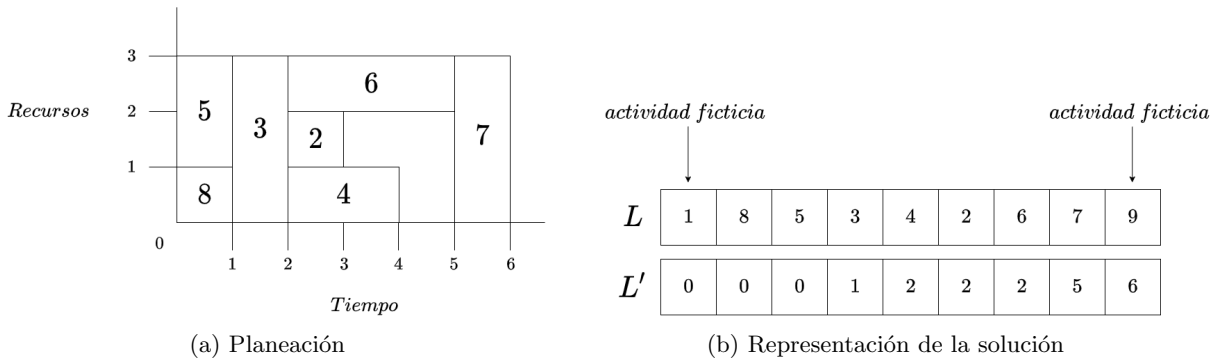 3
Recursos
2
1
0
5
8
3
6
2
4
7
1 2 3 4 5 6
Tiempo
(a) Planeación
actividad ficticia
actividad ficticia
L 1 8 5 3 4 2 6 7 9
L' 0 0 0 1 2 2 2 5 6
(b) Representación de la solución